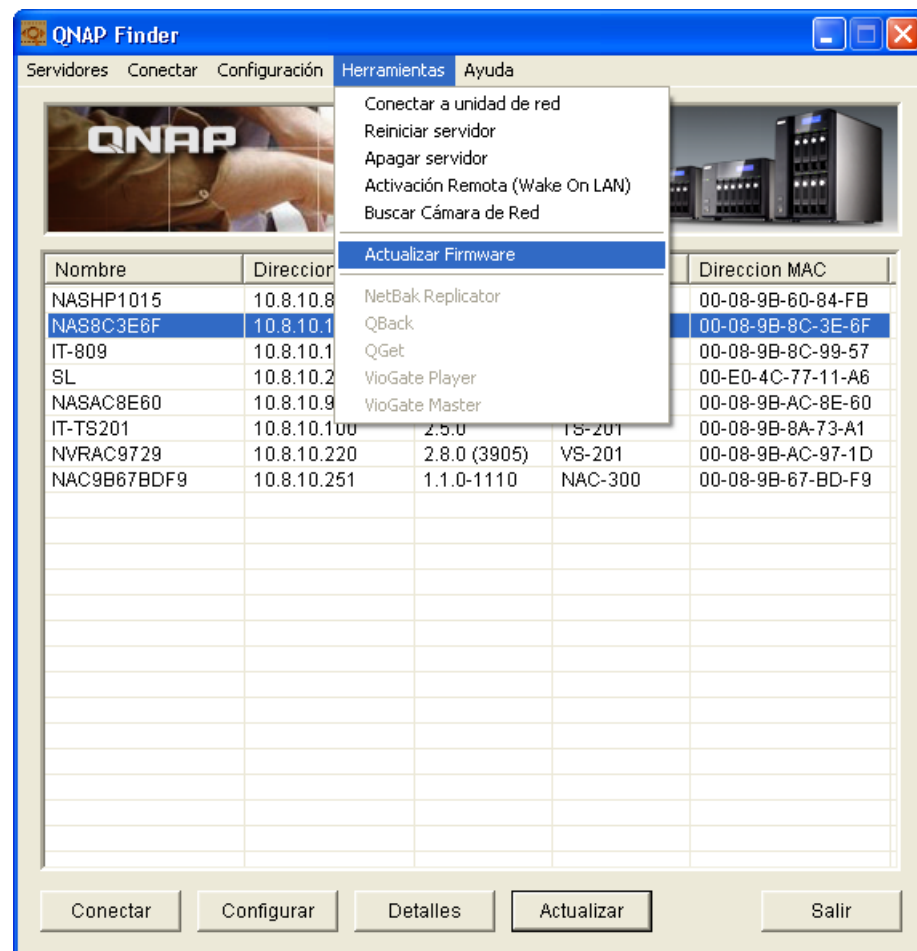 QNAP Finder
Servidores Conectar Configuración Herramientas Ayuda
QNAP
Conectar a unidad de red
Reiniciar servidor
Apagar servidor
Activación Remota (Wake On LAN)
Buscar Cámara de Red
Actualizar Firmware
NetBak Replicator
QBack
QGet
VioGate Player
VioGate Master
Nombre Direccion Direccion MAC
NASHP1015 10.8.10.8 00-08-9B-60-84-FB
NAS8C3E6F 10.8.10.1 00-08-9B-8C-3E-6F
IT-809 10.8.10.1 00-08-9B-8C-99-57
SL 10.8.10.2 00-E0-4C-77-11-A6
NASAC8E60 10.8.10.9 00-08-9B-AC-8E-60
IT-TS201 10.8.10.100 2.5.0 TS-201 00-08-9B-8A-73-A1
NVRAC9729 10.8.10.220 2.8.0 (3905) VS-201 00-08-9B-AC-97-1D
NAC9B67BDF9 10.8.10.251 1.1.0-1110 NAC-300 00-08-9B-67-BD-F9
Conectar Configurar Detalles Actualizar Salir